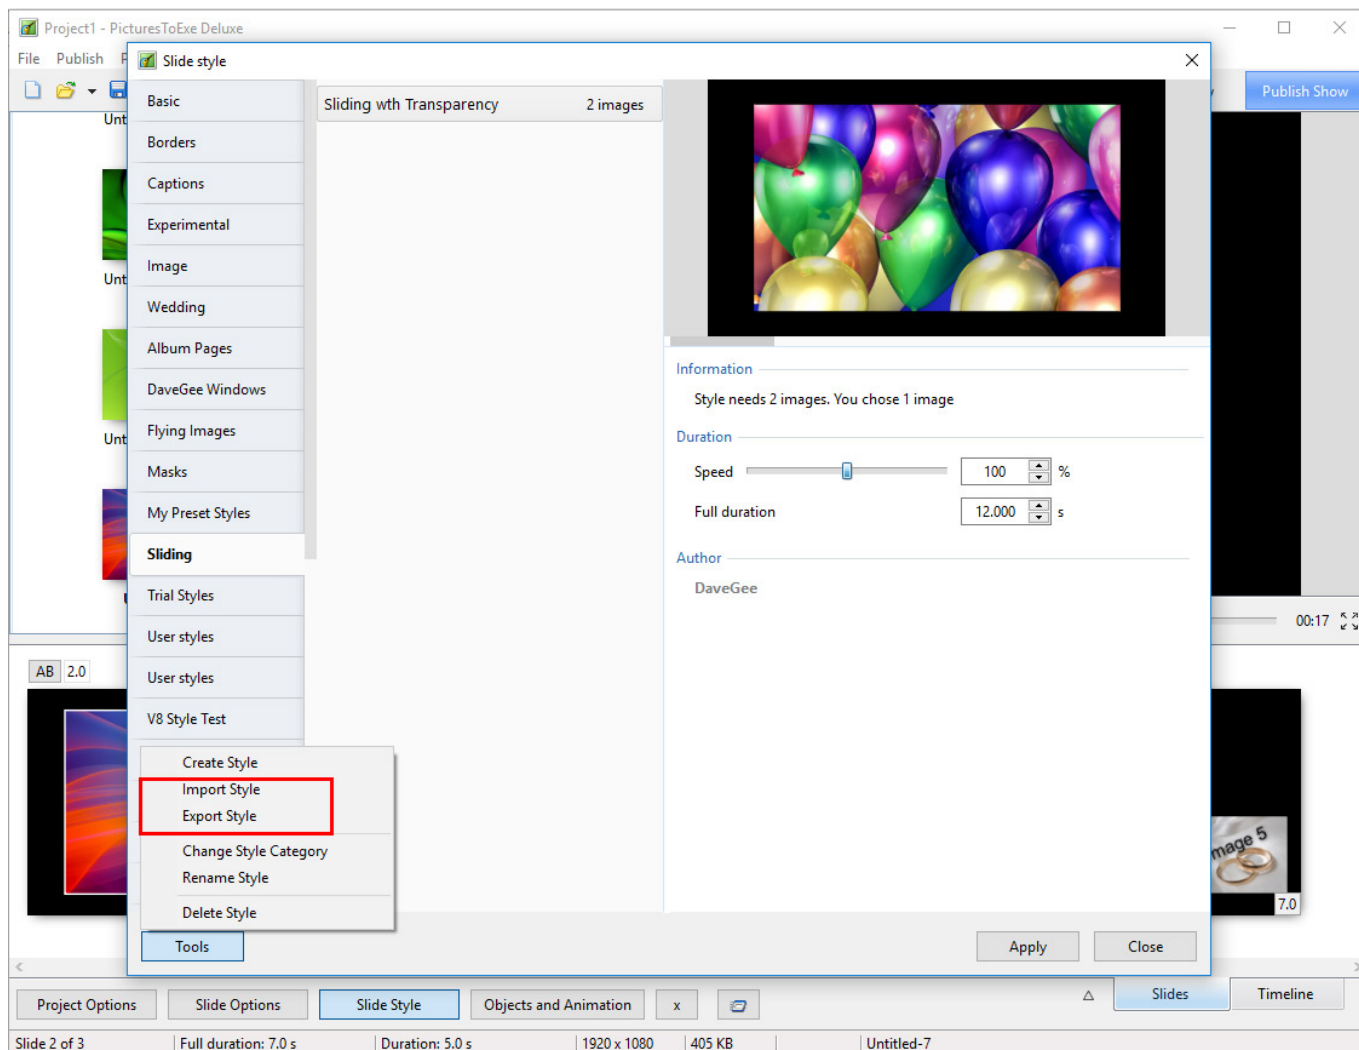 Project1 - PicturesToExe Deluxe
File Publish P
Slide style
Publish Show
Unt
Unt
Unt
Basic
Borders
Captions
Experimental
Image
Wedding
Album Pages
DaveGee Windows
Flying Images
Masks
My Preset Styles
Sliding
Trial Styles
User styles
User styles
V8 Style Test
Sliding wth Transparency 2 images
Information
Style needs 2 images. You chose 1 image
Duration
Speed 100 %
Full duration 12.000 s
Author
DaveGee
00:17
AB 2.0
Create Style
Import Style
Export Style
Change Style Category
Rename Style
Delete Style
mage 5
7.0
Tools Apply Close
Project Options Slide Options Slide Style Objects and Animation x Slides Timeline
Slide 2 of 3 Full duration: 7.0 s Duration: 5.0 s 1920 x 1080 405 KB Untitled-7